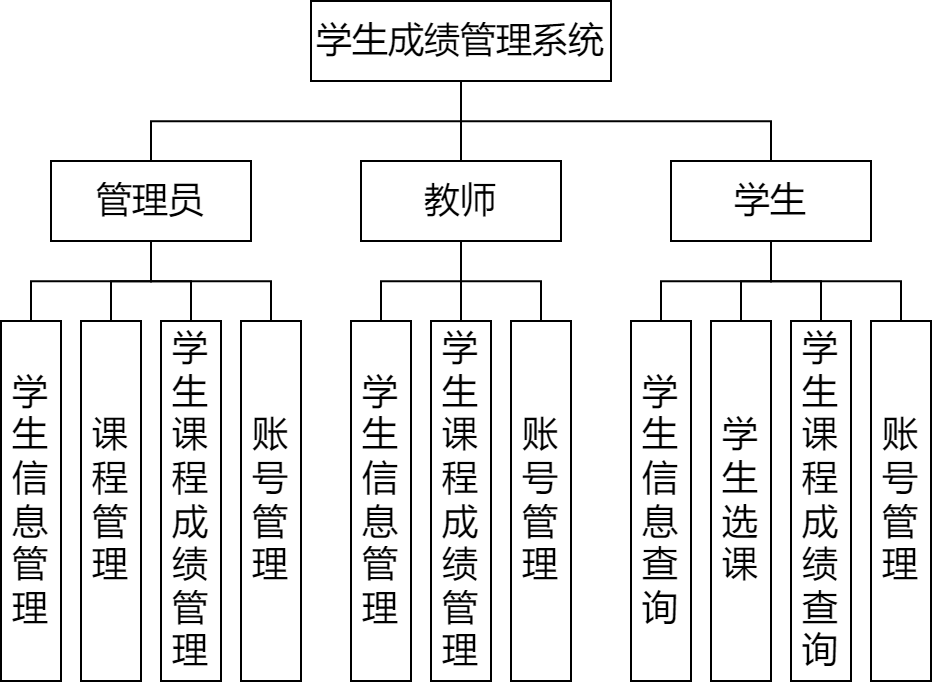 学生成绩管理系统
管理员
教师
学生
学生信息管理
课程管理
学生课程成绩管理
账号管理
学生信息管理
学生课程成绩管理
账号管理
学生信息查询
学生选课
学生课程成绩查询
账号管理